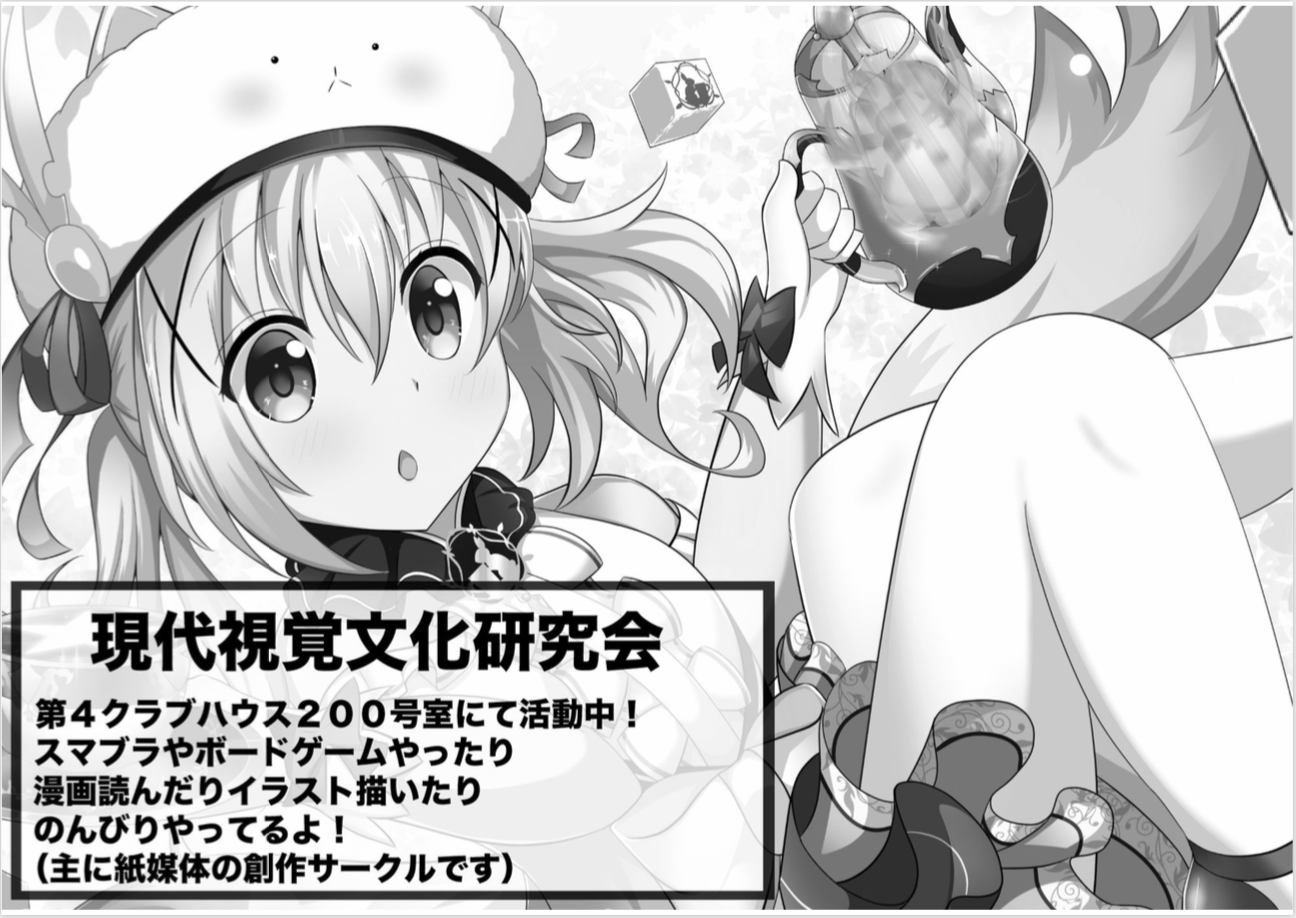 現代視覚文化研究会
第４クラブハウス２００号室にて活動中！
スマブラやボードゲームやったり
漫画読んだりイラスト描いたり
のんびりやってるよ！
（主に紙媒体の創作サークルです）